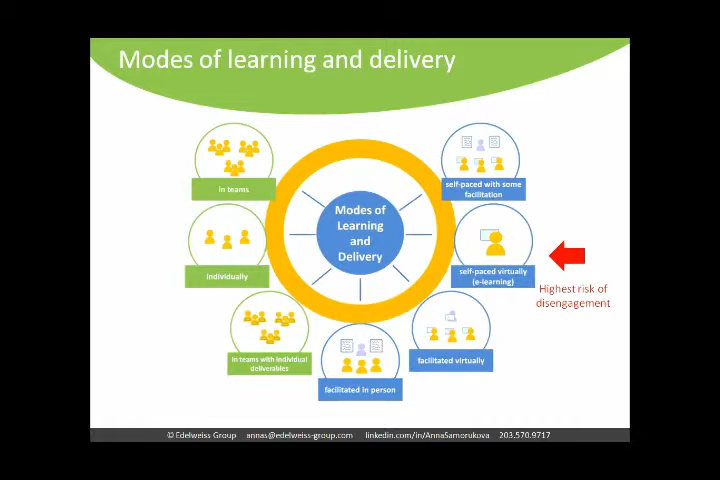 Modes of learning and delivery
in teams
self-paced with some
facilitation
Modes of
Learning
and
Delivery
individually
self-paced virtually
(e-learning)
Highest risk of
disengagement
in teams with individual
deliverables
facilitated virtually
facilitated in person
© Edelweiss Group annas@edelweiss-group.com linkedin.com/in/AnnaSamorukova 203.570.9717